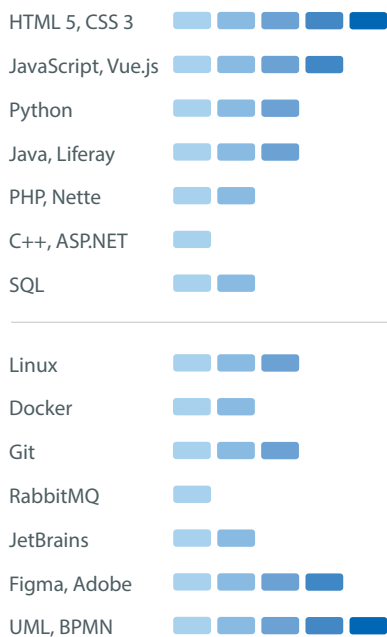 HTML 5, CSS 3
JavaScript, Vue.js
Python
Java, Liferay
PHP, Nette
C++, ASP.NET
SQL
Linux
Docker
Git
RabbitMQ
JetBrains
Figma, Adobe
UML, BPMN